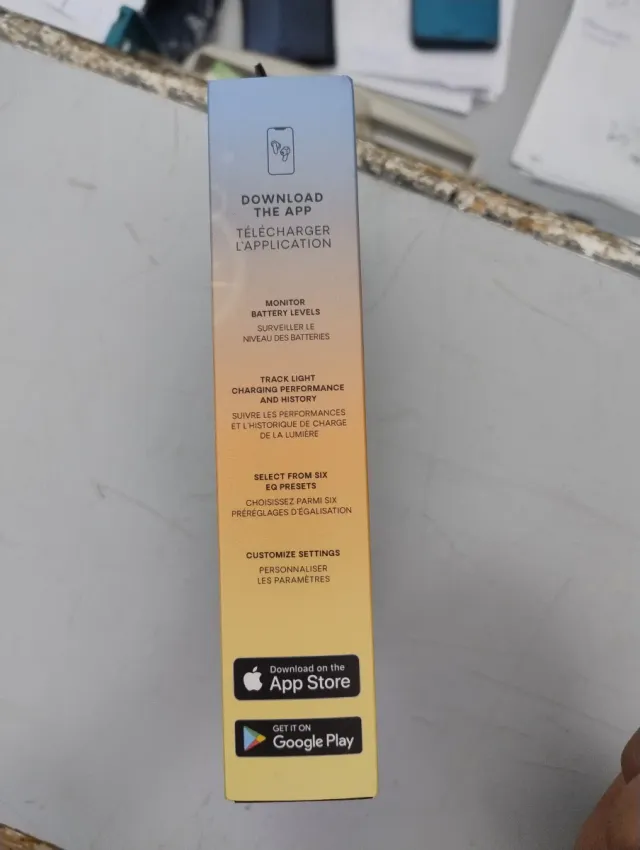 DOWNLOAD
THE APP
TÉLÉCHARGER
L'APPLICATION
MONITOR
BATTERY LEVELS
SURVEILLER LE
NIVEAU DES BATTERIES
TRACK LIGHT
CHARGING PERFORMANCE
AND HISTORY
SUIVRE LES PERFORMANCES
ET L'HISTORIQUE DE CHARGE
DE LA LUMIÈRE
SELECT FROM SIX
EQ PRESETS
CHOISISSEZ PARMI SIX
PRÉRÉGLAGES D'ÉGALISATION
CUSTOMIZE SETTINGS
PERSONNALISER
LES PARAMÈTRES
Download on the
App Store
GET IT ON
Google Play